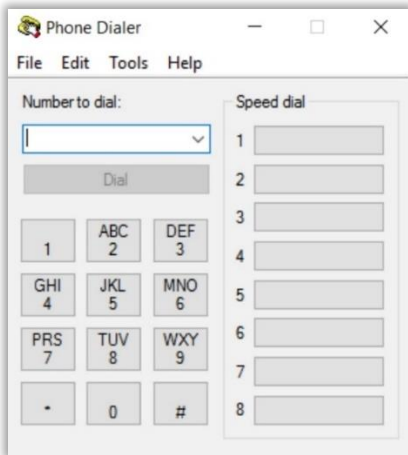 Phone Dialer
File Edit Tools Help
Number to dial:
Dial
1
ABC
2
DEF
3
GHI
4
JKL
5
MNO
6
PRS
7
TUV
8
WXY
9
*
0
#
Speed dial
1
2
3
4
5
6
7
8